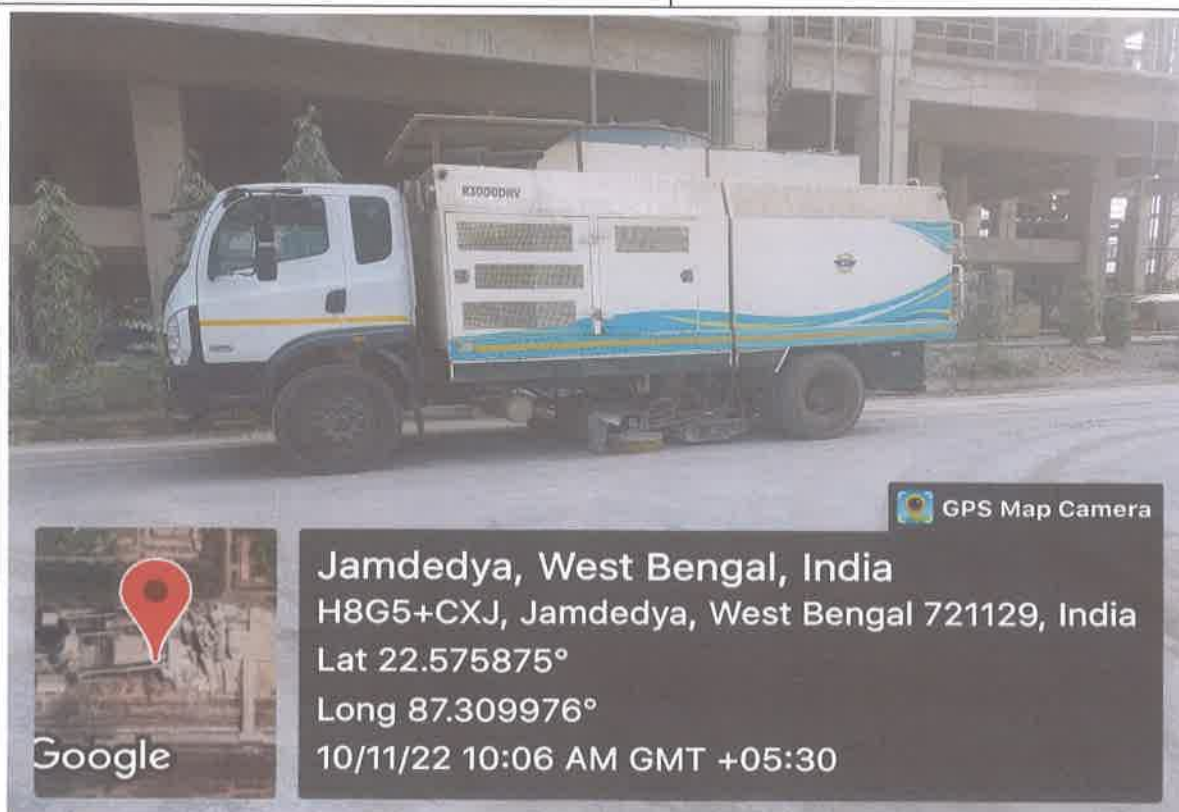 R3000DRV
GPS Map Camera
Jamdedya, West Bengal, India
H8G5+CXJ, Jamdedya, West Bengal 721129, India
Lat 22.575875°
Long 87.309976°
10/11/22 10:06 AM GMT +05:30
Google